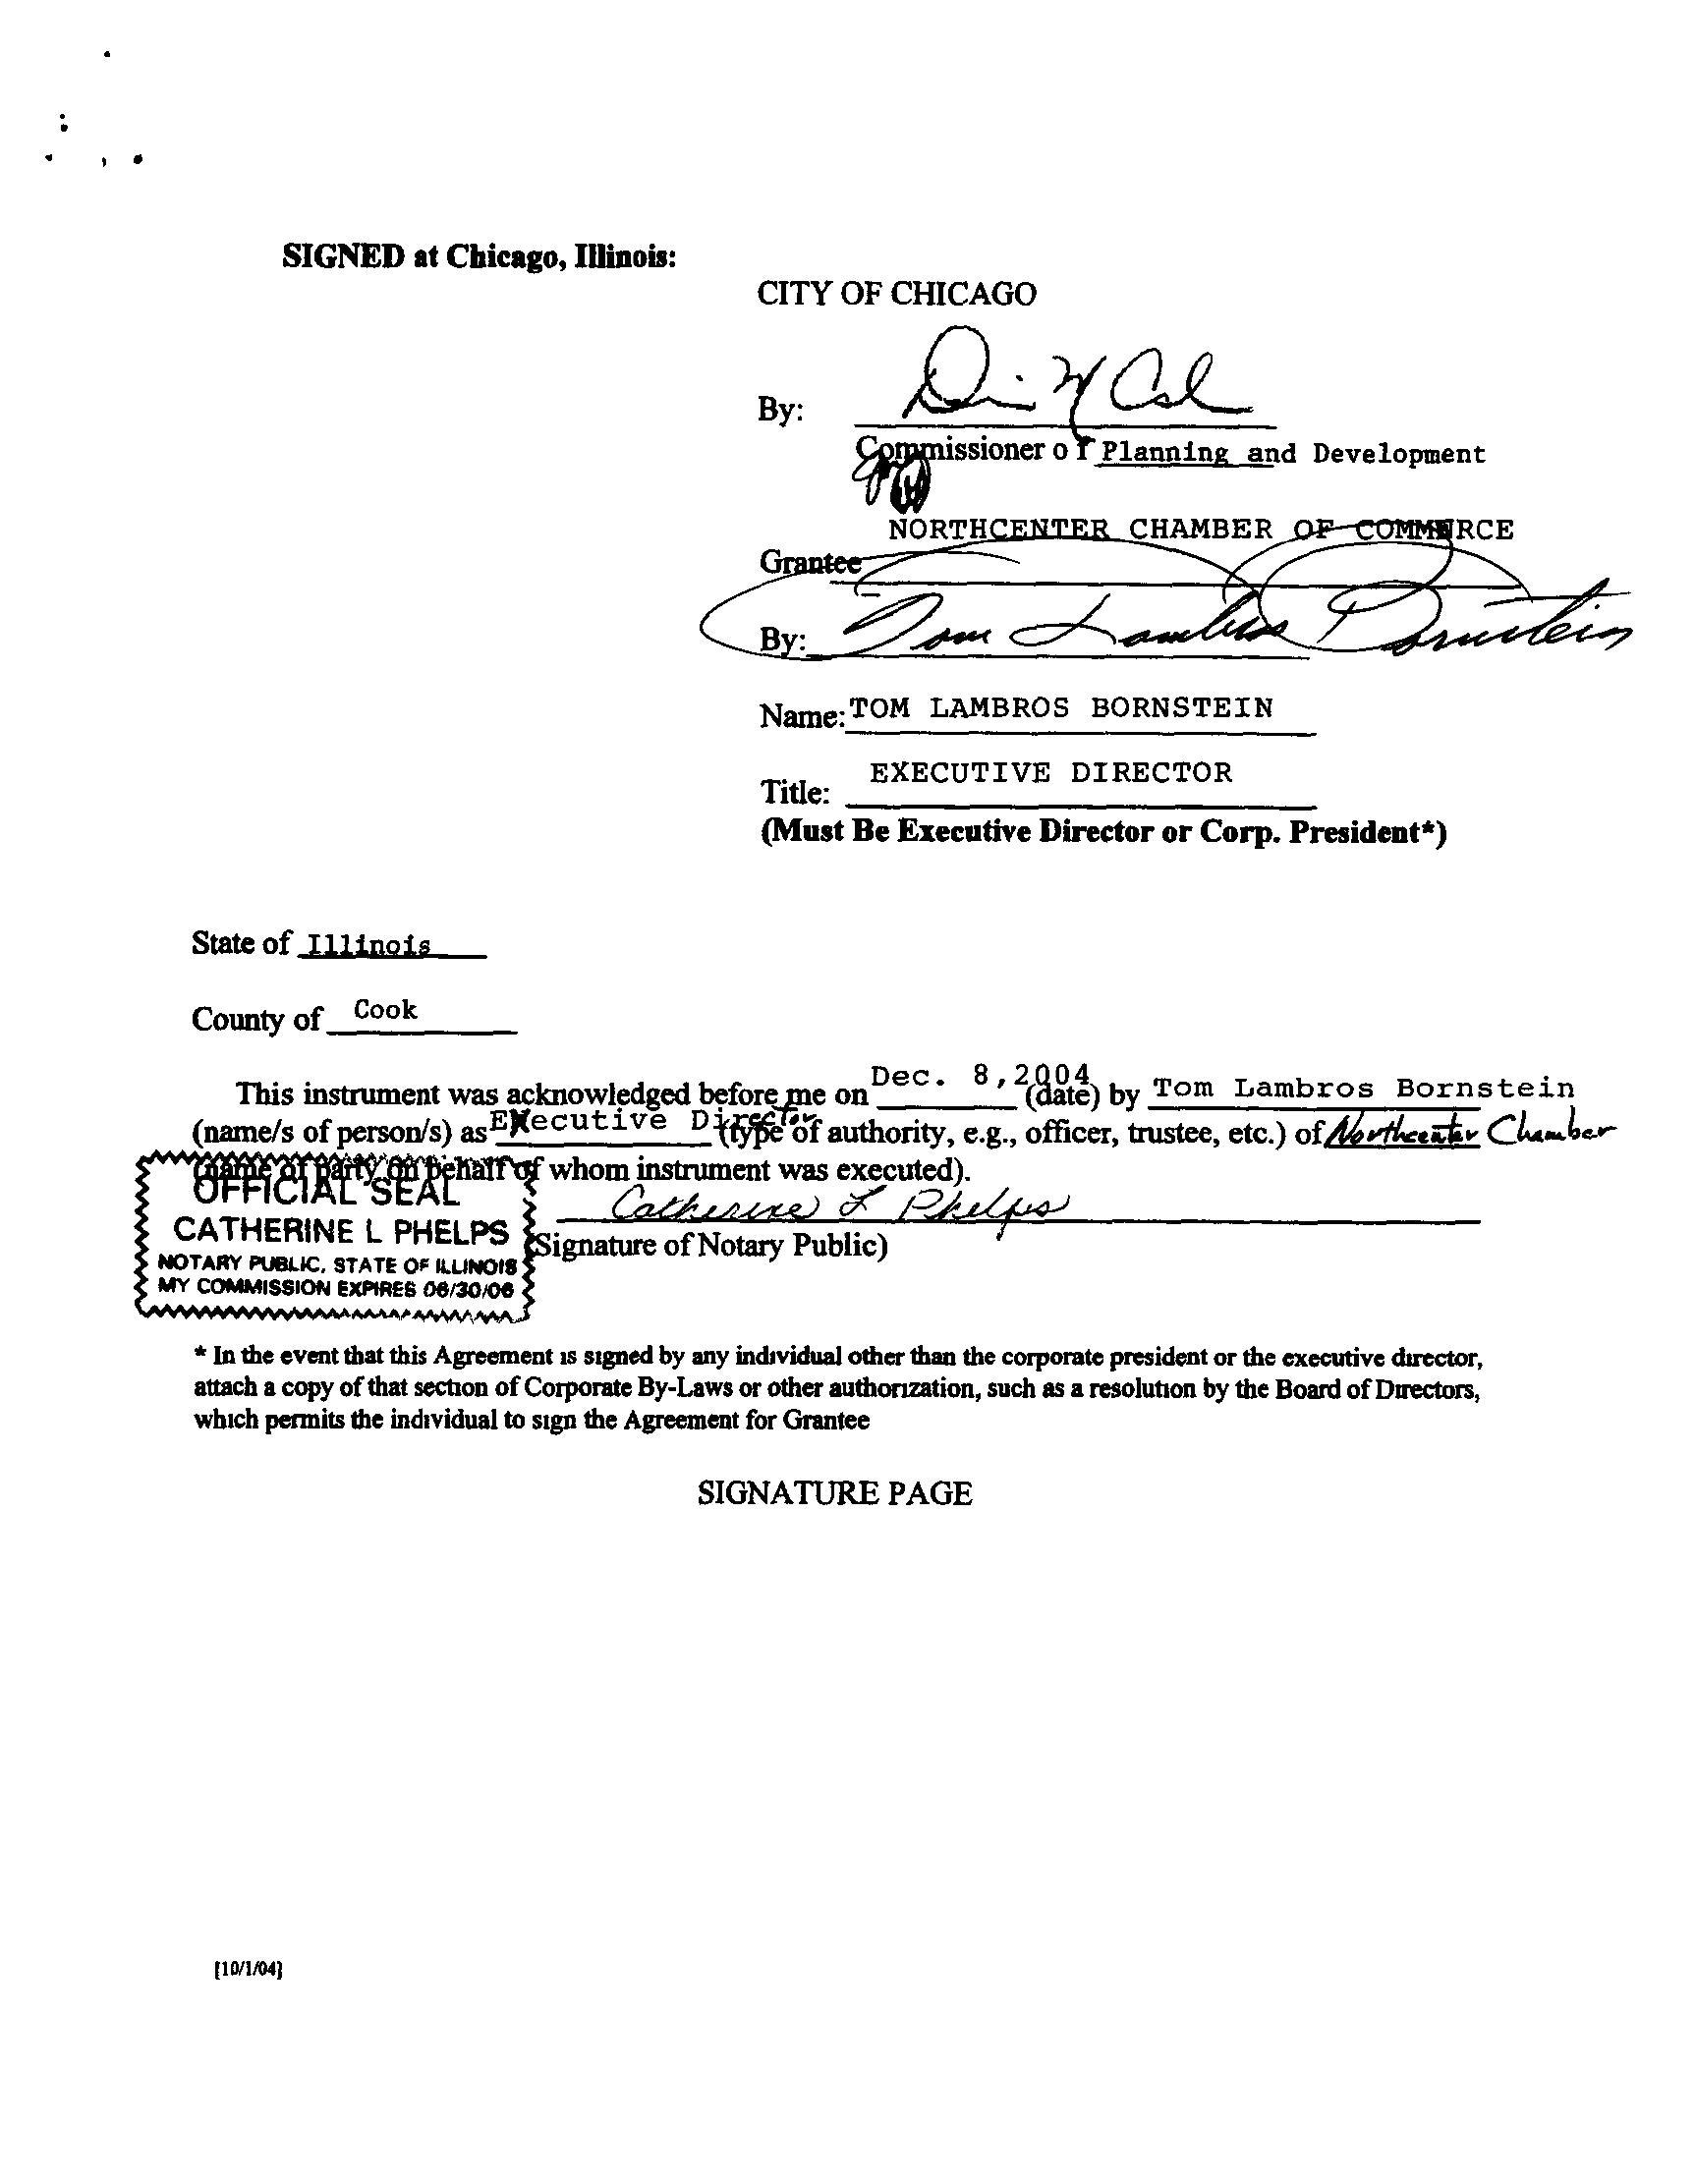 SIGNED at Chicago, Illinois:
CITY OF CHICAGO
By:
Commissioner of Planning and Development
NORTHCENTER CHAMBER OF COMMERCE
Grantee
By: Tom Lambros Bornstein
Name: TOM LAMBROS BORNSTEIN
Title: EXECUTIVE DIRECTOR
(Must Be Executive Director or Corp. President*)
State of Illinois
County of Cook
This instrument was acknowledged before me on Dec. 8,2004 (date) by Tom Lambros Bornstein
(name/s of person/s) as EXecutive Director (type of authority, e.g., officer, trustee, etc.) of Northcenter Chamber
(name of party on behalf of whom instrument was executed).
OFFICIAL SEAL
CATHERINE L PHELPS
NOTARY PUBLIC, STATE OF ILLINOIS
MY COMMISSION EXPIRES 06/30/06
Catherine L Phelps
(Signature of Notary Public)
* In the event that this Agreement is signed by any individual other than the corporate president or the executive director,
attach a copy of that section of Corporate By-Laws or other authorization, such as a resolution by the Board of Directors,
which permits the individual to sign the Agreement for Grantee
SIGNATURE PAGE
[10/1/04]